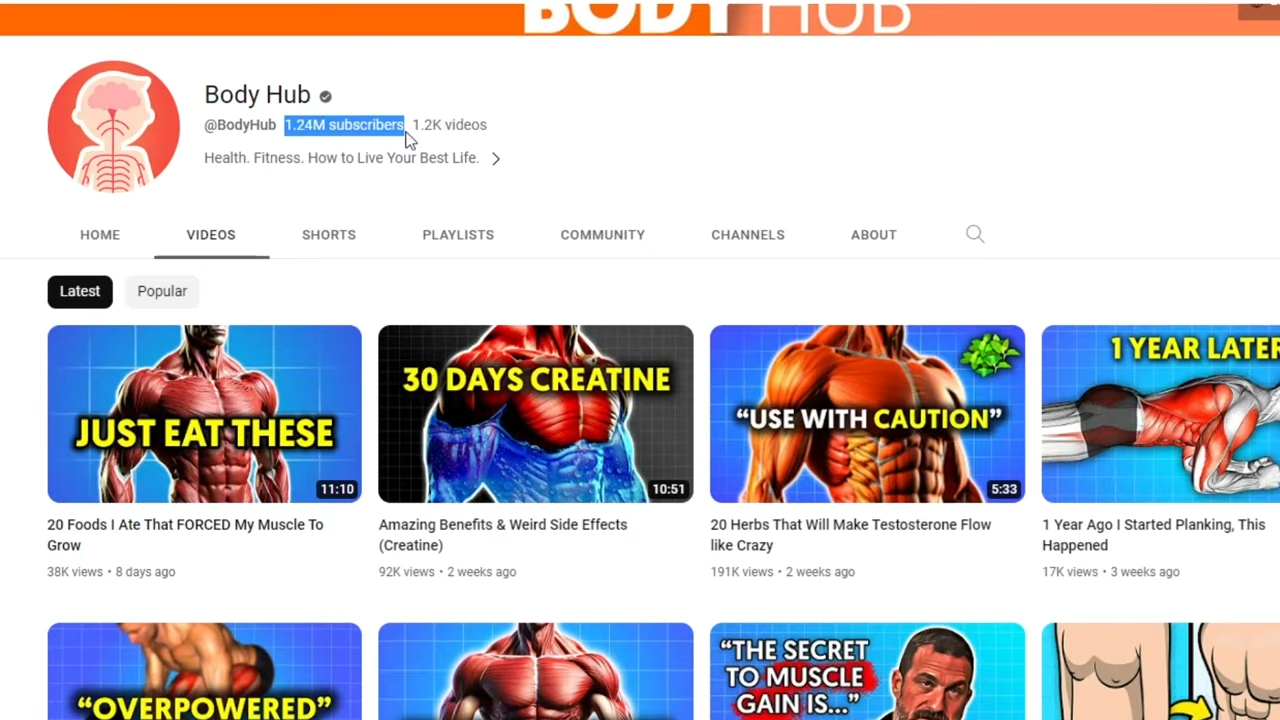 BODY HUB
Body Hub
@BodyHub 1.24M subscribers 1.2K videos
Health. Fitness. How to Live Your Best Life.
HOME VIDEOS SHORTS PLAYLISTS COMMUNITY CHANNELS ABOUT
Latest Popular
JUST EAT THESE
11:10
30 DAYS CREATINE
10:51
“USE WITH CAUTION”
5:33
1 YEAR LATER
20 Foods I Ate That FORCED My Muscle To
Grow
38K views • 8 days ago
Amazing Benefits & Weird Side Effects
(Creatine)
92K views • 2 weeks ago
20 Herbs That Will Make Testosterone Flow
like Crazy
191K views • 2 weeks ago
1 Year Ago I Started Planking, This
Happened
17K views • 3 weeks ago
“OVERPOWERED”
“THE SECRET
TO MUSCLE
GAIN IS...”